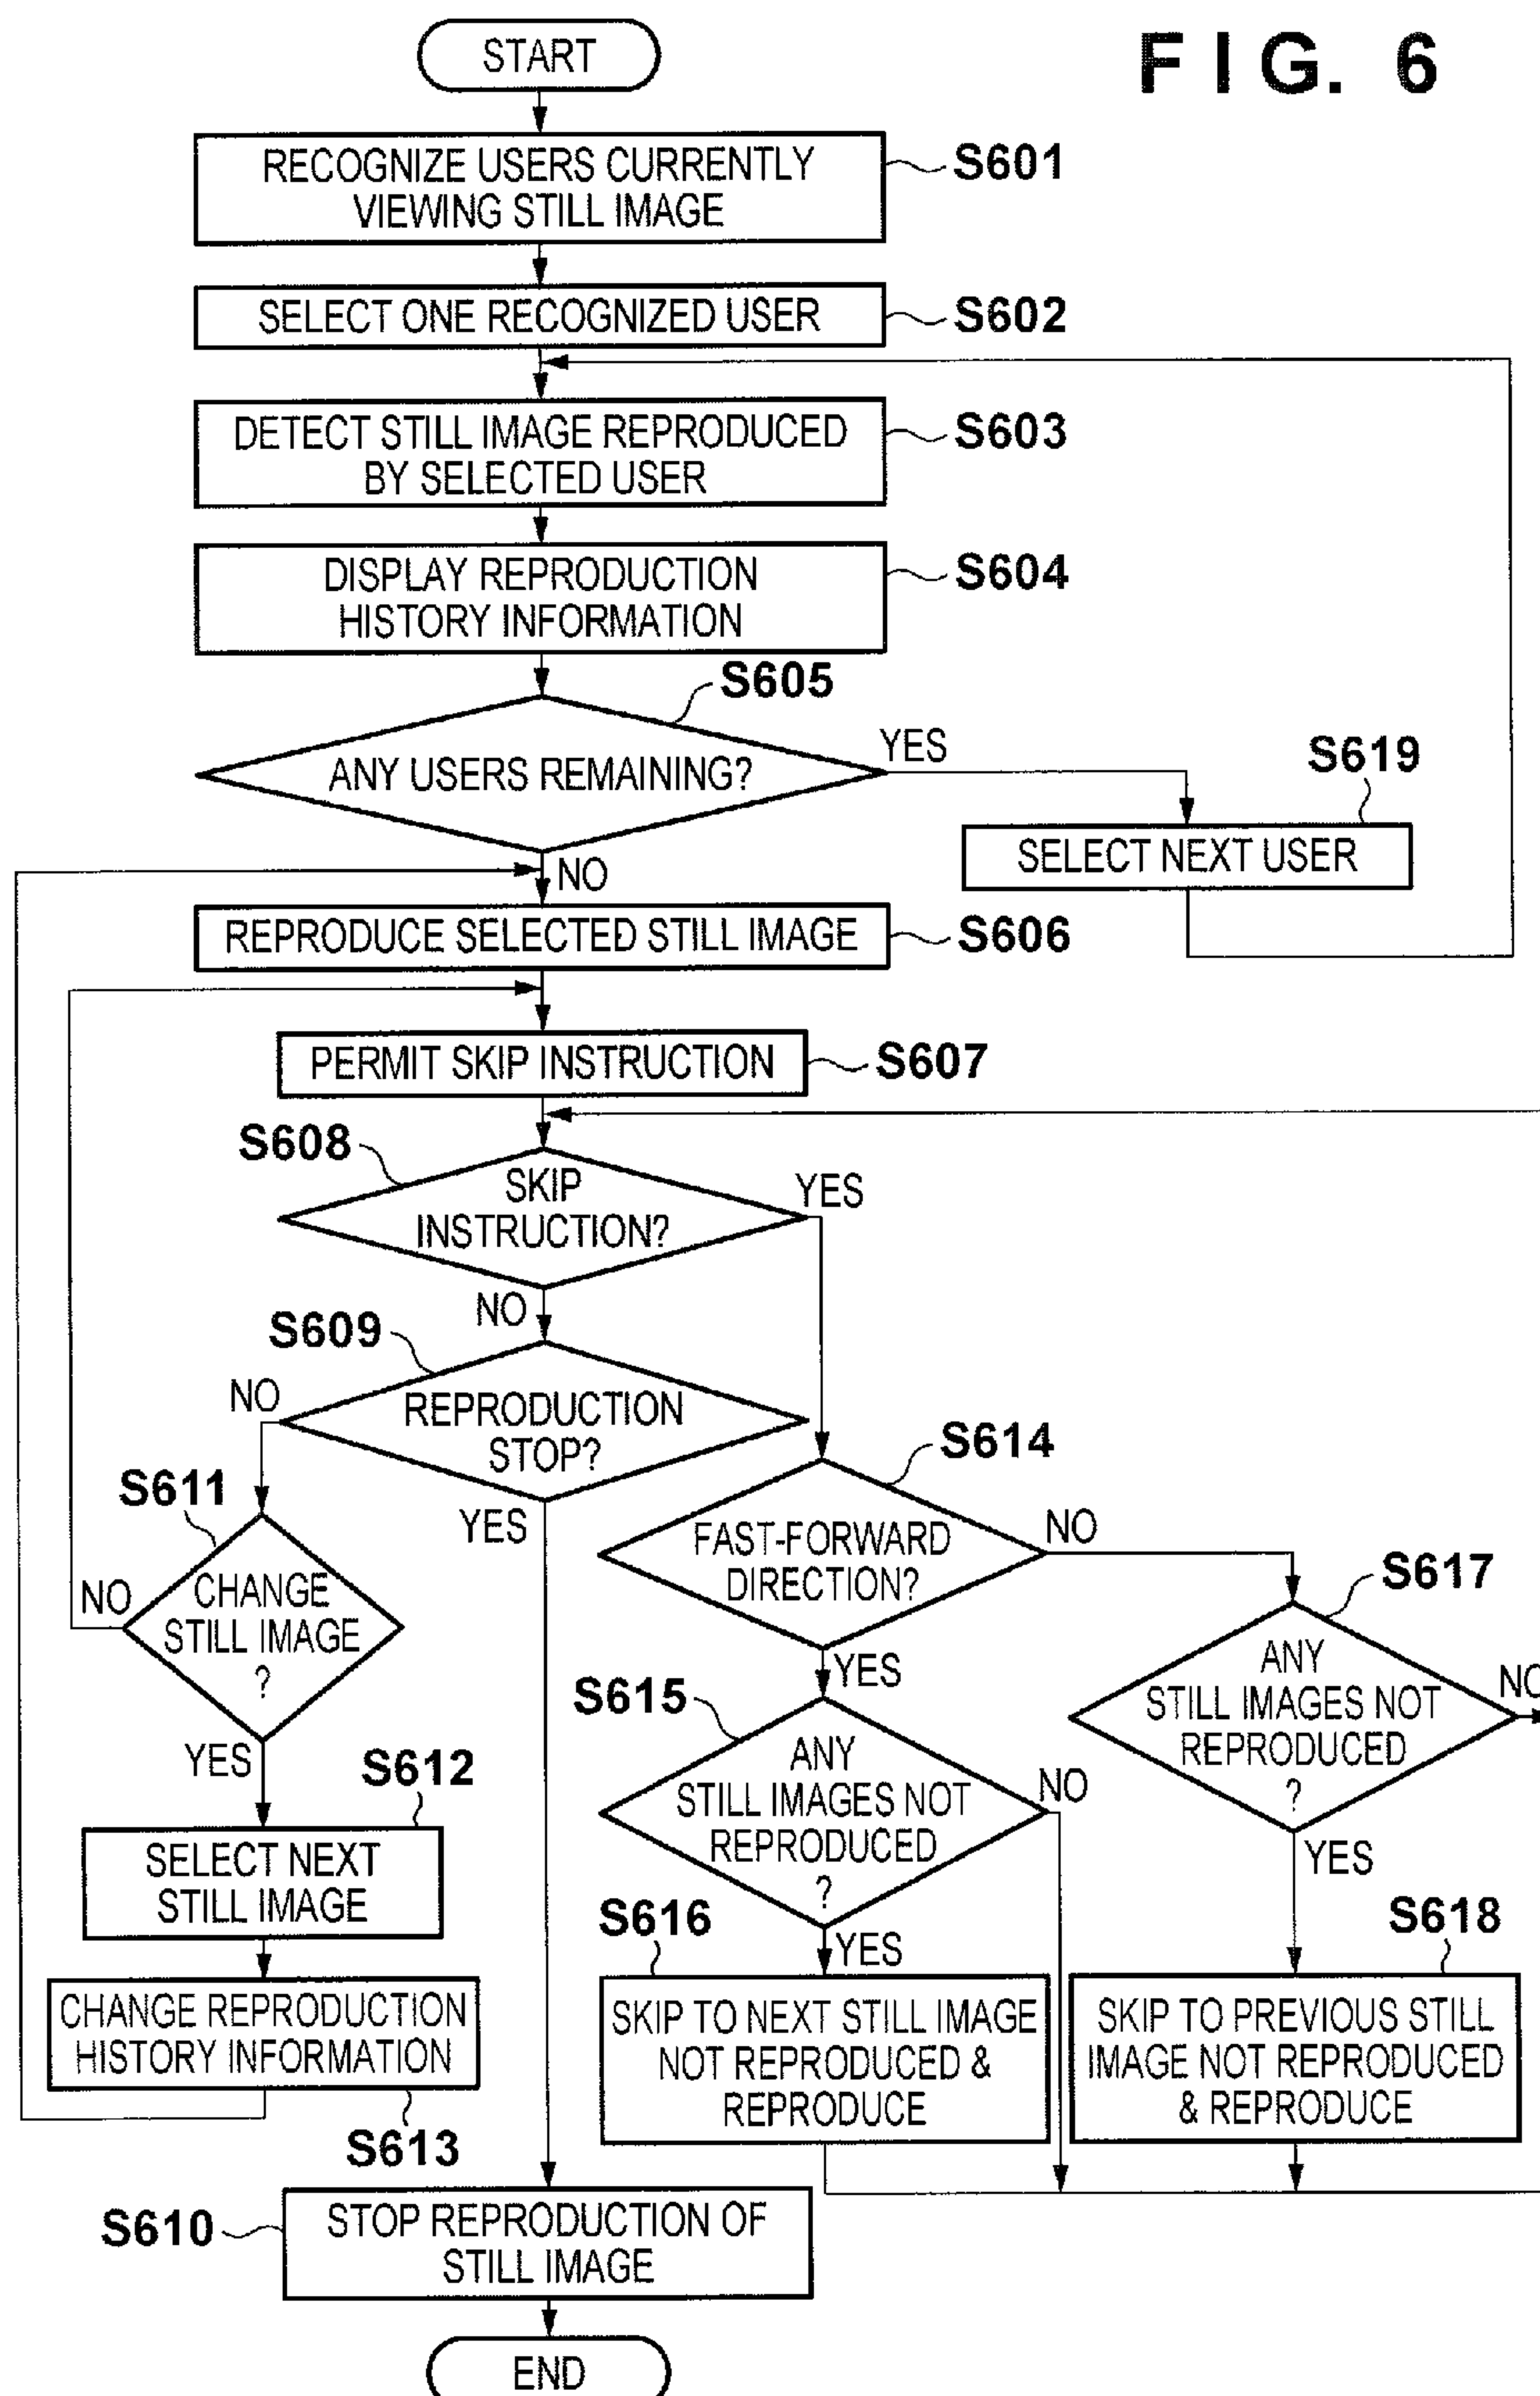 FIG. 6
START
RECOGNIZE USERS CURRENTLY
VIEWING STILL IMAGE
S601
SELECT ONE RECOGNIZED USER
S602
DETECT STILL IMAGE REPRODUCED
BY SELECTED USER
S603
DISPLAY REPRODUCTION
HISTORY INFORMATION
S604
S605
ANY USERS REMAINING?
YES
S619
SELECT NEXT USER
NO
REPRODUCE SELECTED STILL IMAGE
S606
PERMIT SKIP INSTRUCTION
S607
S608
SKIP
INSTRUCTION?
YES
NO
S609
REPRODUCTION
STOP?
NO
YES
S611
CHANGE
STILL IMAGE
?
NO
YES
S612
SELECT NEXT
STILL IMAGE
CHANGE REPRODUCTION
HISTORY INFORMATION
S613
S614
FAST-FORWARD
DIRECTION?
NO
YES
S615
ANY
STILL IMAGES NOT
REPRODUCED
?
NO
YES
S616
SKIP TO NEXT STILL IMAGE
NOT REPRODUCED &
REPRODUCE
S617
ANY
STILL IMAGES NOT
REPRODUCED
?
NO
YES
S618
SKIP TO PREVIOUS STILL
IMAGE NOT REPRODUCED
& REPRODUCE
S610
STOP REPRODUCTION OF
STILL IMAGE
END